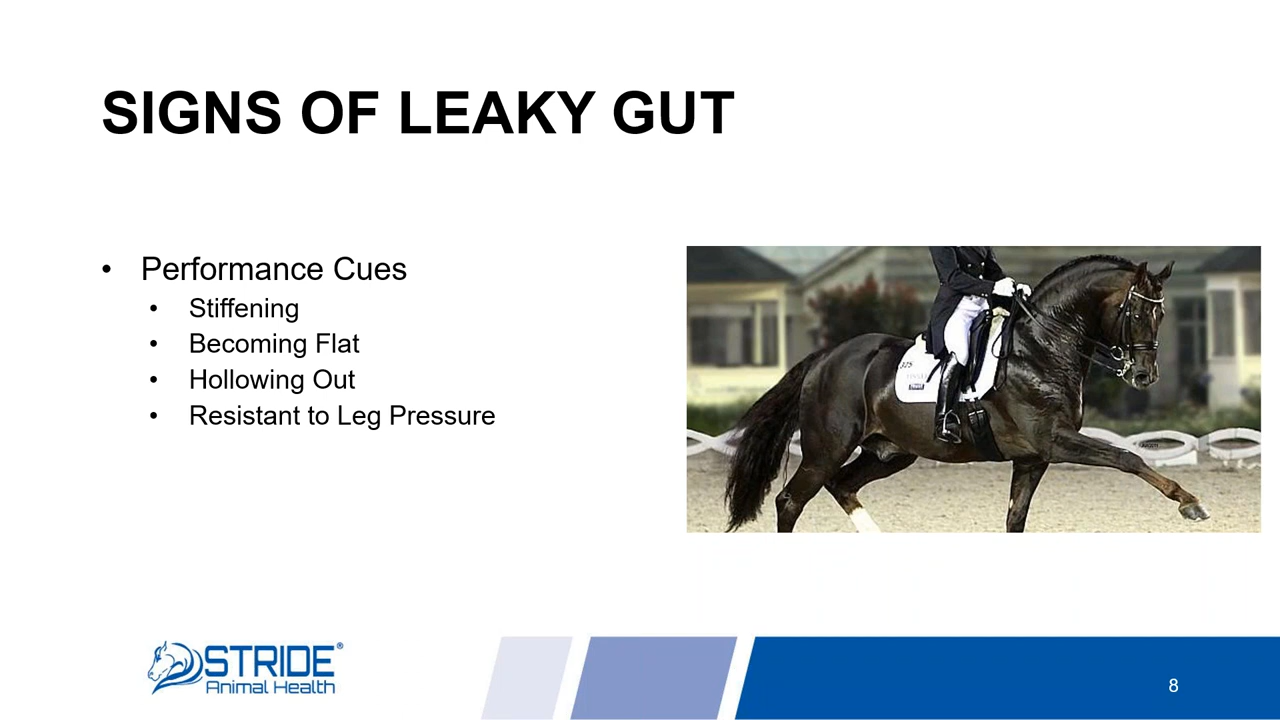 SIGNS OF LEAKY GUT
• Performance Cues
• Stiffening
• Becoming Flat
• Hollowing Out
• Resistant to Leg Pressure
375
STRIDE®
Animal Health
8